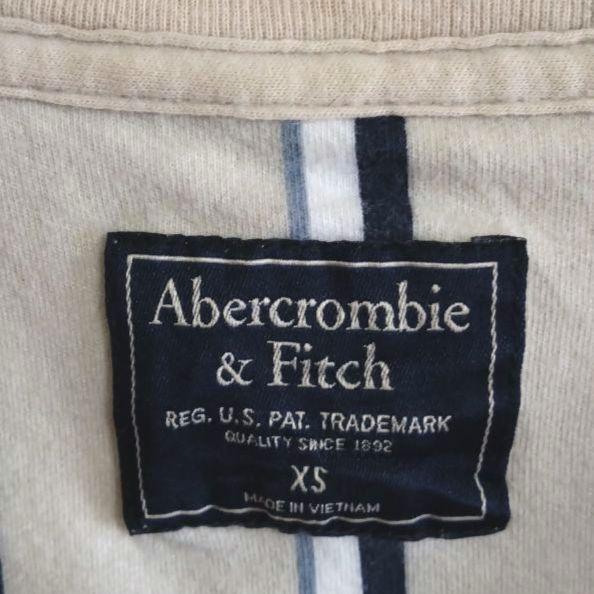 Abercrombie
& Fitch
REG. U.S. PAT. TRADEMARK
QUALITY SINCE 1892
XS
MADE IN VIETNAM